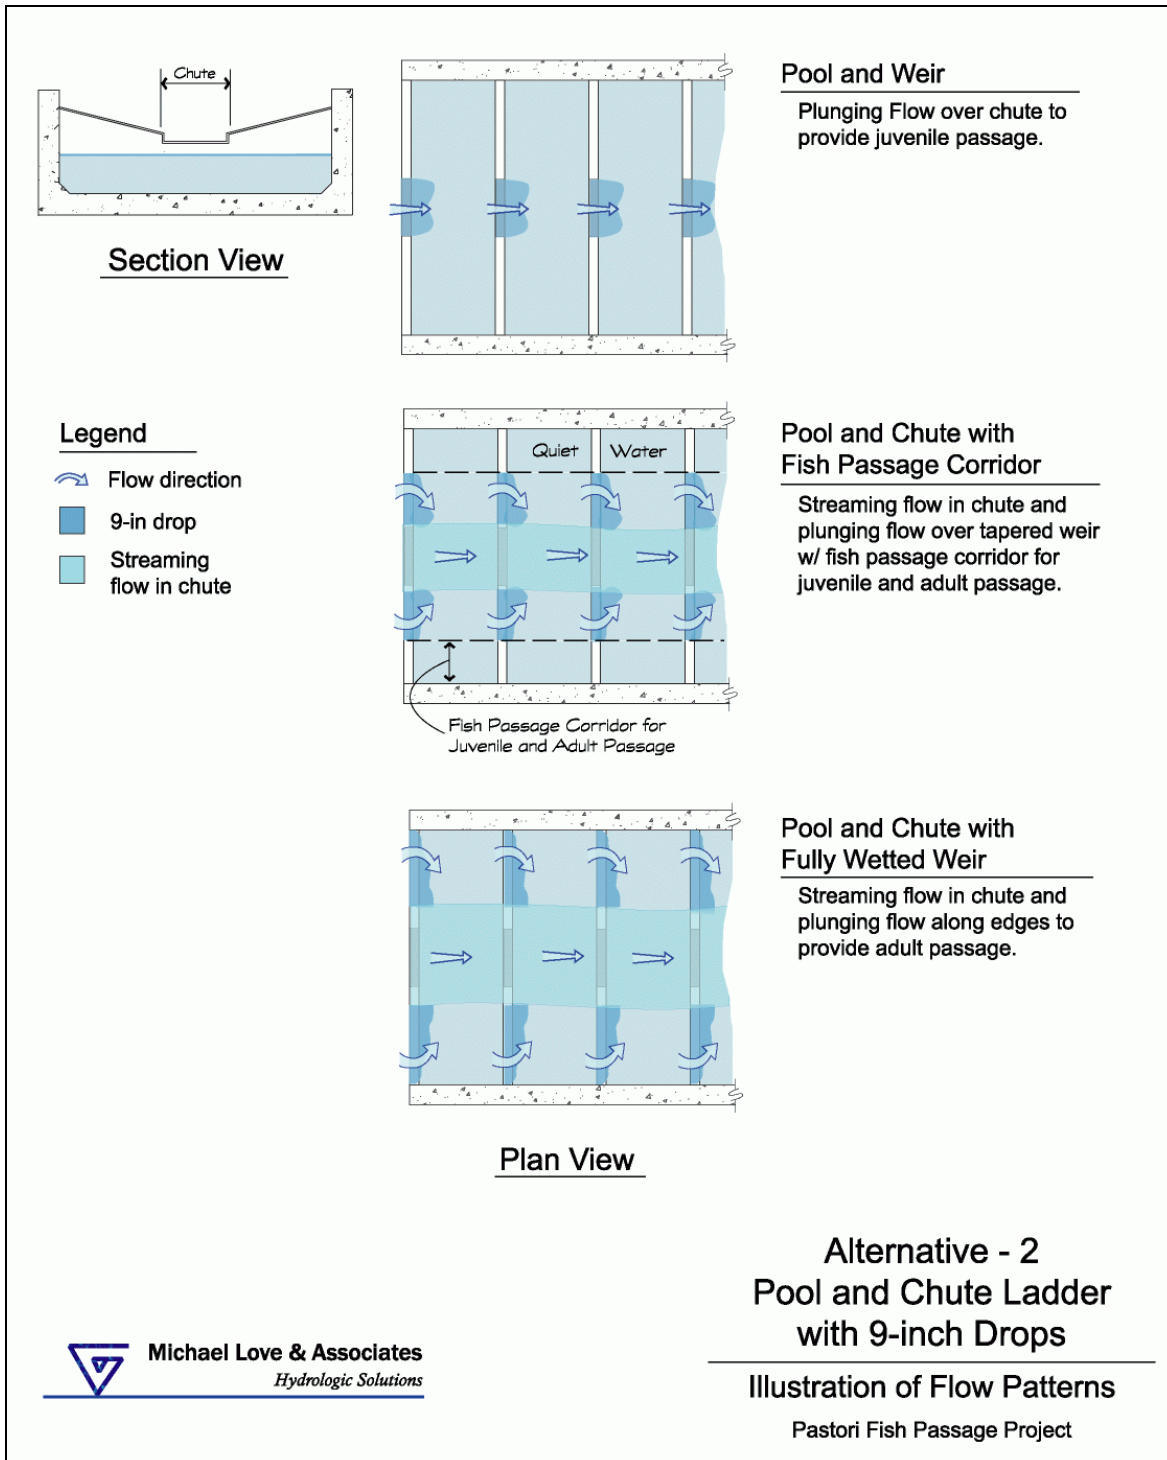 Chute
Section View
Pool and Weir
Plunging Flow over chute to
provide juvenile passage.
Legend
Flow direction
9-in drop
Streaming
flow in chute
Quiet Water
Fish Passage Corridor for
Juvenile and Adult Passage
Pool and Chute with
Fish Passage Corridor
Streaming flow in chute and
plunging flow over tapered weir
w/ fish passage corridor for
juvenile and adult passage.
Pool and Chute with
Fully Wetted Weir
Streaming flow in chute and
plunging flow along edges to
provide adult passage.
Plan View
Alternative - 2
Pool and Chute Ladder
with 9-inch Drops
Illustration of Flow Patterns
Pastori Fish Passage Project
Michael Love & Associates
Hydrologic Solutions